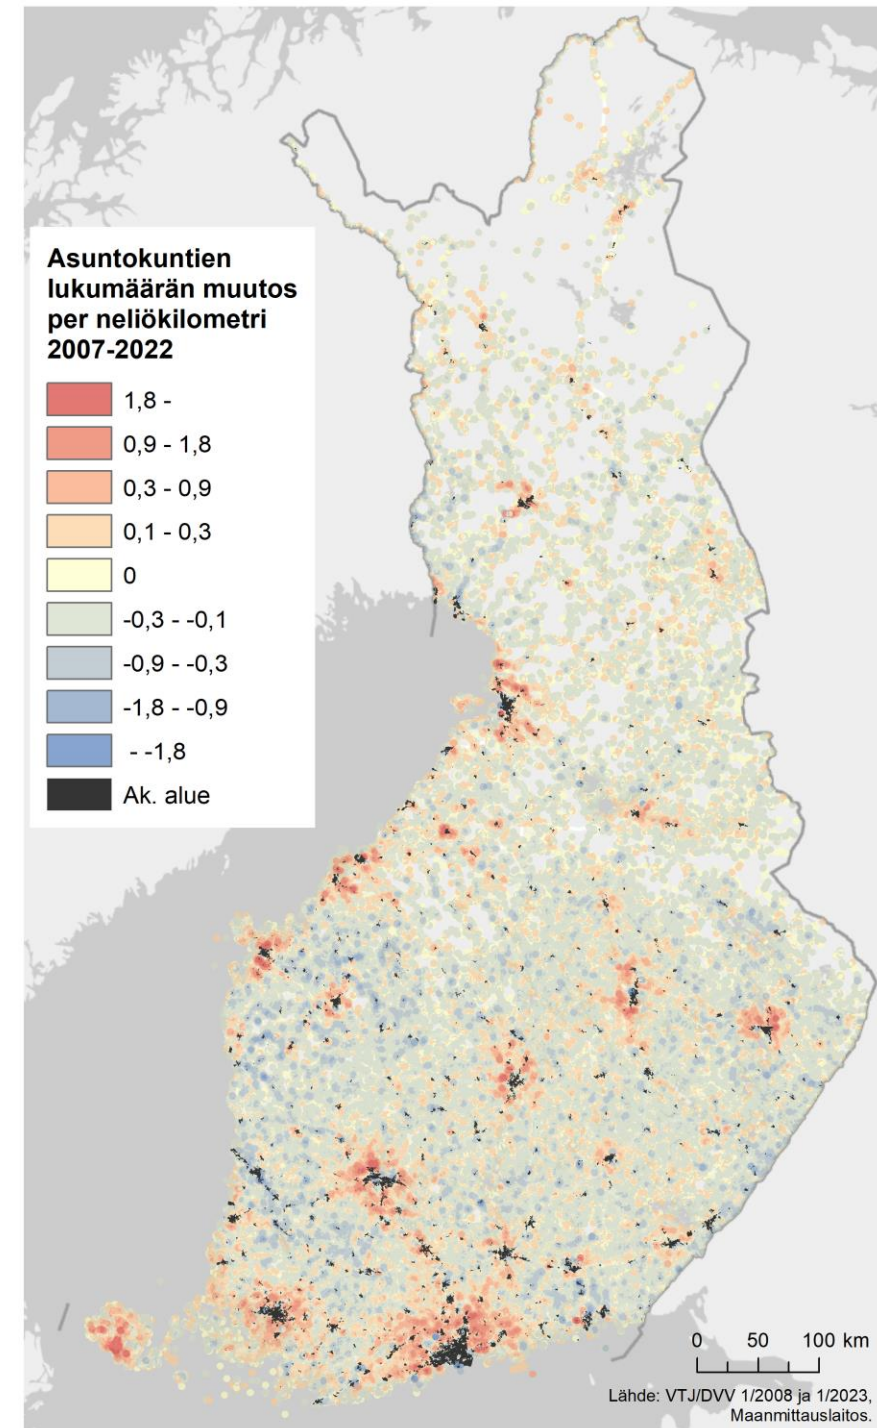 Asuntokuntien
lukumäärän muutos
per neliökilometri
2007-2022
1,8 -
0,9 - 1,8
0,3 - 0,9
0,1 - 0,3
0
-0,3 - -0,1
-0,9 - -0,3
-1,8 - -0,9
- -1,8
Ak. alue
0 50 100 km
Lähde: VTJ/DVV 1/2008 ja 1/2023,
Maanmittauslaitos.